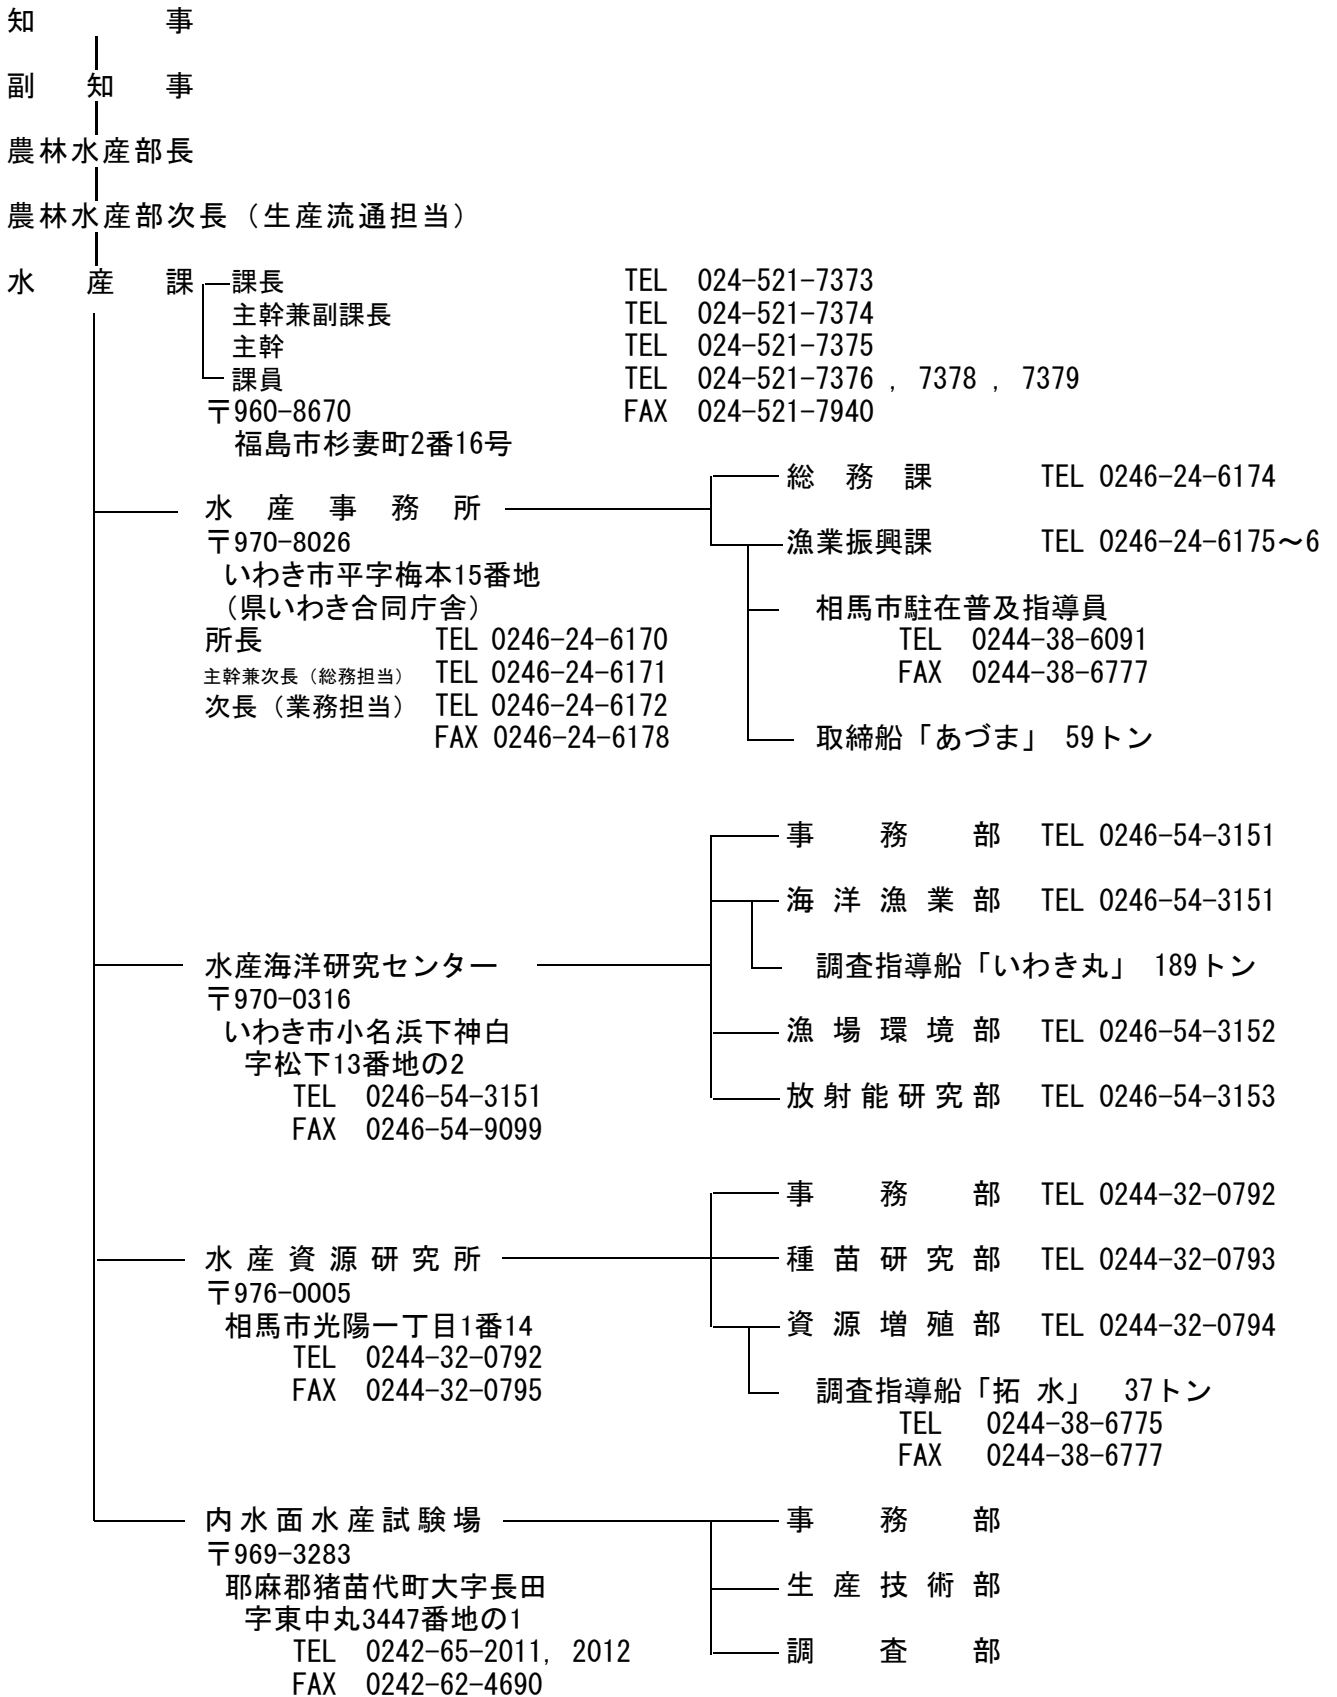 知事
副知事
農林水産部長
農林水産部次長（生産流通担当）
水産課
課長 TEL 024-521-7373
主幹兼副課長 TEL 024-521-7374
主幹 TEL 024-521-7375
課員 TEL 024-521-7376 , 7378 , 7379
〒960-8670 FAX 024-521-7940
福島市杉妻町2番16号
水産事務所
〒970-8026
いわき市平字梅本15番地
（県いわき合同庁舎）
所長 TEL 0246-24-6170
主幹兼次長（総務担当） TEL 0246-24-6171
次長（業務担当） TEL 0246-24-6172
FAX 0246-24-6178
総務課 TEL 0246-24-6174
漁業振興課 TEL 0246-24-6175～6
相馬市駐在普及指導員
TEL 0244-38-6091
FAX 0244-38-6777
取締船「あづま」 59トン
水産海洋研究センター
〒970-0316
いわき市小名浜下神白
字松下13番地の2
TEL 0246-54-3151
FAX 0246-54-9099
事務部 TEL 0246-54-3151
海洋漁業部 TEL 0246-54-3151
調査指導船「いわき丸」 189トン
漁場環境部 TEL 0246-54-3152
放射能研究部 TEL 0246-54-3153
水産資源研究所
〒976-0005
相馬市光陽一丁目1番14
TEL 0244-32-0792
FAX 0244-32-0795
事務部 TEL 0244-32-0792
種苗研究部 TEL 0244-32-0793
資源増殖部 TEL 0244-32-0794
調査指導船「拓 水」 37トン
TEL 0244-38-6775
FAX 0244-38-6777
内水面水産試験場
〒969-3283
耶麻郡猪苗代町大字長田
字東中丸3447番地の1
TEL 0242-65-2011, 2012
FAX 0242-62-4690
事務部
生産技術部
調査部